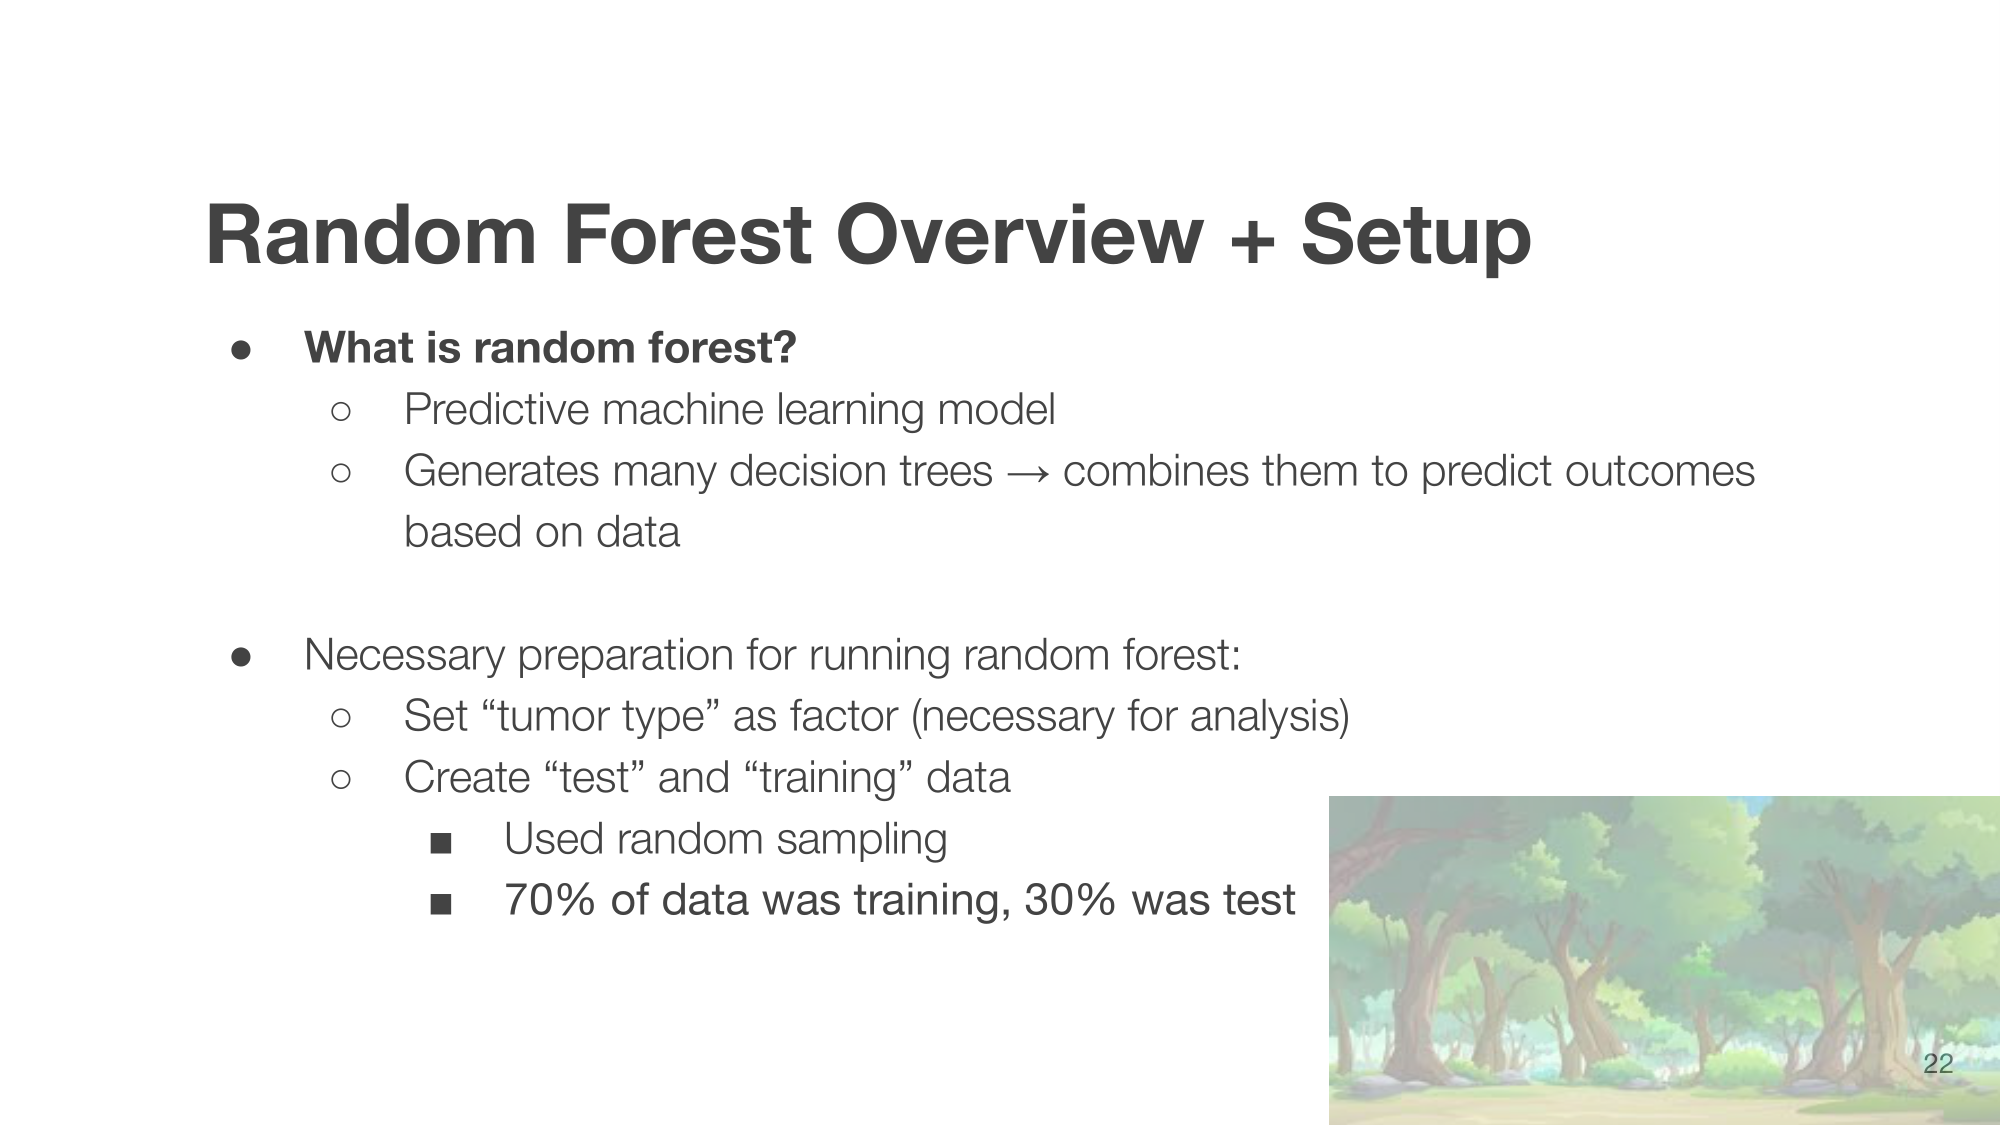 Random Forest Overview + Setup
● What is random forest?
○ Predictive machine learning model
○ Generates many decision trees → combines them to predict outcomes
based on data
● Necessary preparation for running random forest:
○ Set “tumor type” as factor (necessary for analysis)
○ Create “test” and “training” data
■ Used random sampling
■ 70% of data was training, 30% was test
22